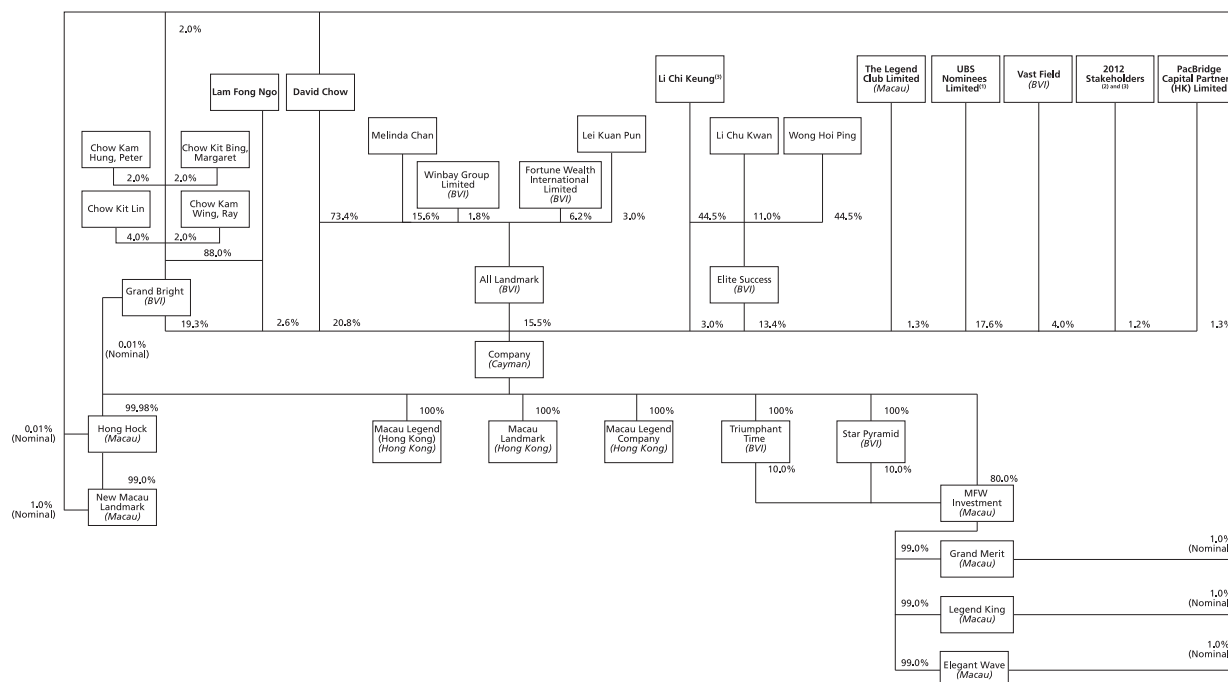 2.0%
Lam Fong Ngo
David Chow
Li Chi Keung(3)
The Legend
Club Limited
(Macau)
UBS
Nominees
Limited(1)
Vast Field
(BVI)
2012
Stakeholders
(2) and (3)
PacBridge
Capital Partner
(HK) Limited
Chow Kam
Hung, Peter
Chow Kit Bing,
Margaret
Melinda Chan
Lei Kuan Pun
Li Chu Kwan
Wong Hoi Ping
Winbay Group
Limited
(BVI)
Fortune Wealth
International
Limited
(BVI)
2.0%
2.0%
Chow Kit Lin
Chow Kam
Wing, Ray
73.4%
15.6%
1.8%
6.2%
3.0%
44.5%
11.0%
44.5%
4.0%
2.0%
88.0%
Grand Bright
(BVI)
All Landmark
(BVI)
Elite Success
(BVI)
19.3%
2.6%
20.8%
15.5%
3.0%
13.4%
1.3%
17.6%
4.0%
1.2%
1.3%
0.01%
(Nominal)
Company
(Cayman)
99.98%
100%
100%
100%
100%
100%
0.01%
(Nominal)
Hong Hock
(Macau)
Macau Legend
(Hong Kong)
(Hong Kong)
Macau
Landmark
(Hong Kong)
Macau Legend
Company
(Hong Kong)
Triumphant
Time
(BVI)
Star Pyramid
(BVI)
99.0%
10.0%
10.0%
80.0%
1.0%
(Nominal)
New Macau
Landmark
(Macau)
MFW
Investment
(Macau)
99.0%
Grand Merit
(Macau)
1.0%
(Nominal
99.0%
Legend King
(Macau)
1.0%
(Nominal
99.0%
Elegant Wave
(Macau)
1.0%
(Nominal